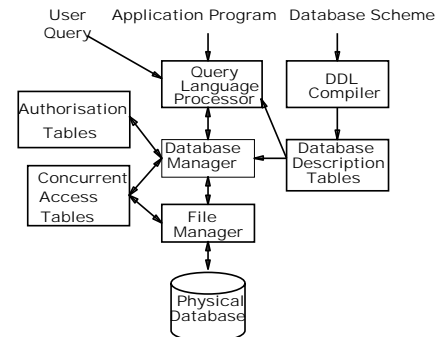 User
Query
Application Program
Database Scheme
Query
Language
Processor
DDL
Compiler
Authorisation
Tables
Database
Manager
Database
Description
Tables
Concurrent
Access
Tables
File
Manager
Physical
Database